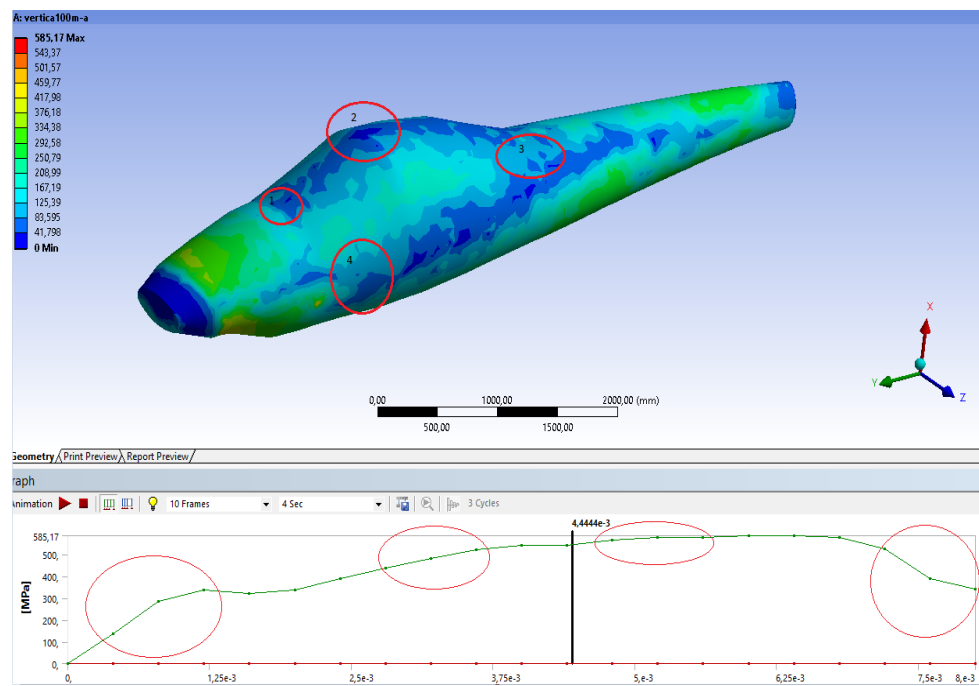 A: vertica100m-a
585,17 Max
543,37
501,57
459,77
417,98
376,18
334,38
292,58
250,79
208,99
167,19
125,39
83,595
41,798
0 Min
2
3
1
4
X
Y
Z
0,00 1000,00 2000,00 (mm)
500,00 1500,00
Geometry Print Preview Report Preview
raph
Animation 10 Frames 4 Sec 3 Cycles
4,4444e-3
585,17
500,
400,
300,
200,
100,
0,
[MPa]
0, 1,25e-3 2,5e-3 3,75e-3 5,e-3 6,25e-3 7,5e-3 8,e-3